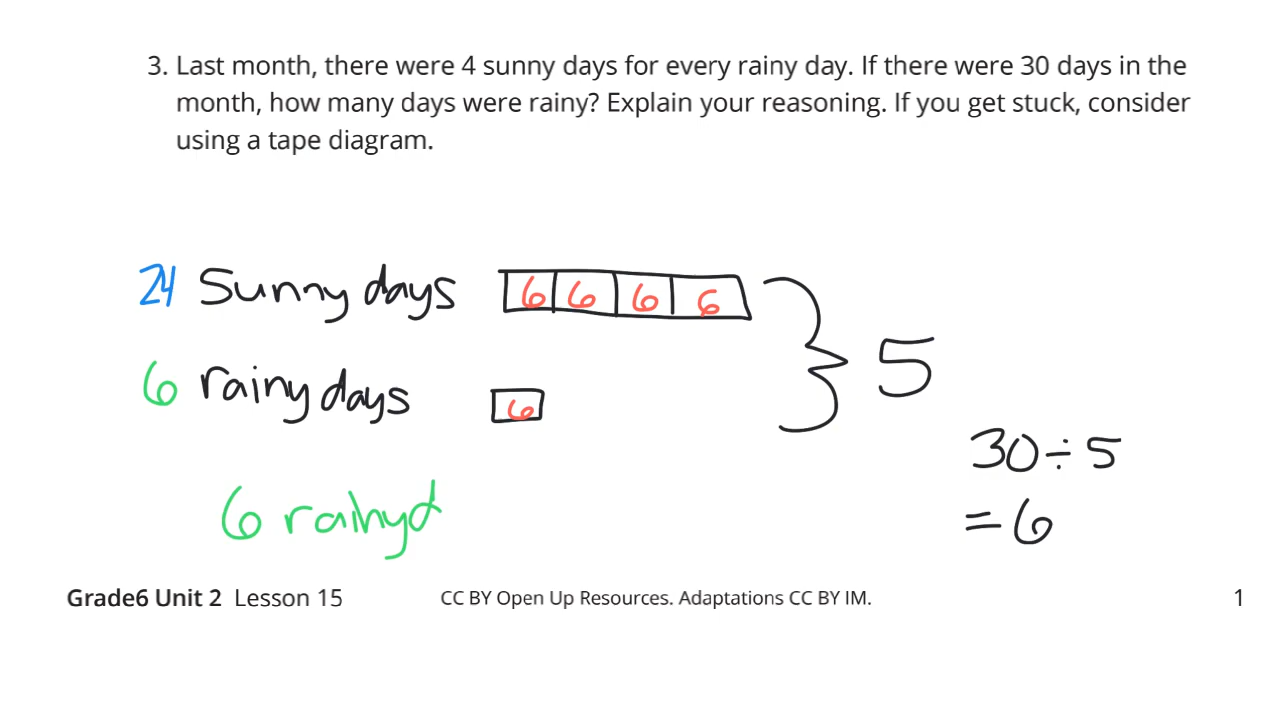 3. Last month, there were 4 sunny days for every rainy day. If there were 30 days in the
month, how many days were rainy? Explain your reasoning. If you get stuck, consider
using a tape diagram.
24 Sunny days 6 6 6 6
5
6 rainy days 6
30 ÷ 5
= 6
6 rainyd
Grade6 Unit 2 Lesson 15 CC BY Open Up Resources. Adaptations CC BY IM. 1